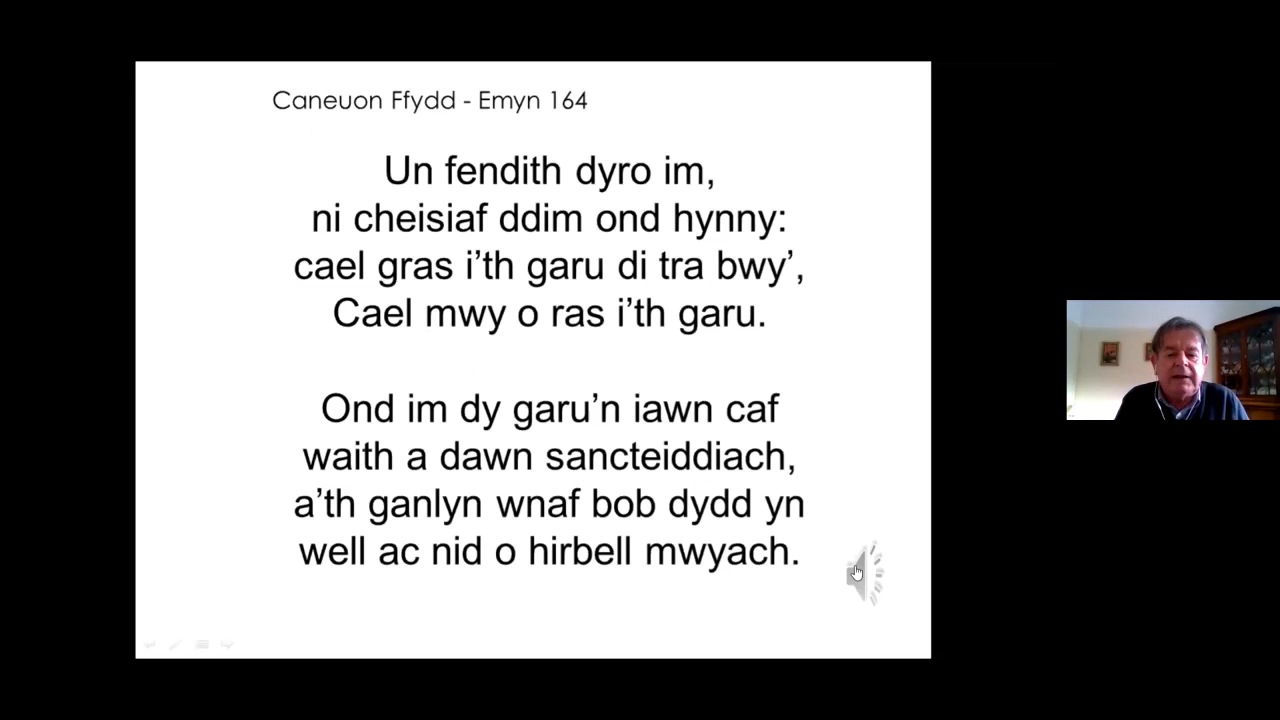 Caneuon Ffydd - Emyn 164
Un fendith dyro im,
ni cheisiaf ddim ond hynny:
cael gras i’th garu di tra bwy’,
Cael mwy o ras i’th garu.
Ond im dy garu’n iawn caf
waith a dawn sancteiddiach,
a’th ganlyn wnaf bob dydd yn
well ac nid o hirbell mwyach.